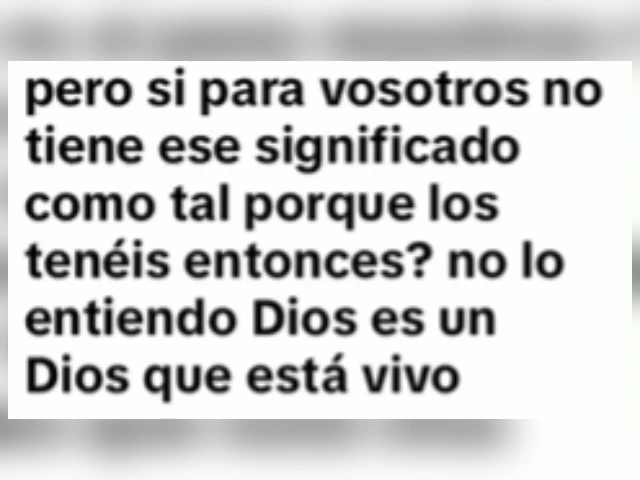 pero si para vosotros no
tiene ese significado
como tal porque los
tenéis entonces? no lo
entiendo Dios es un
Dios que está vivo